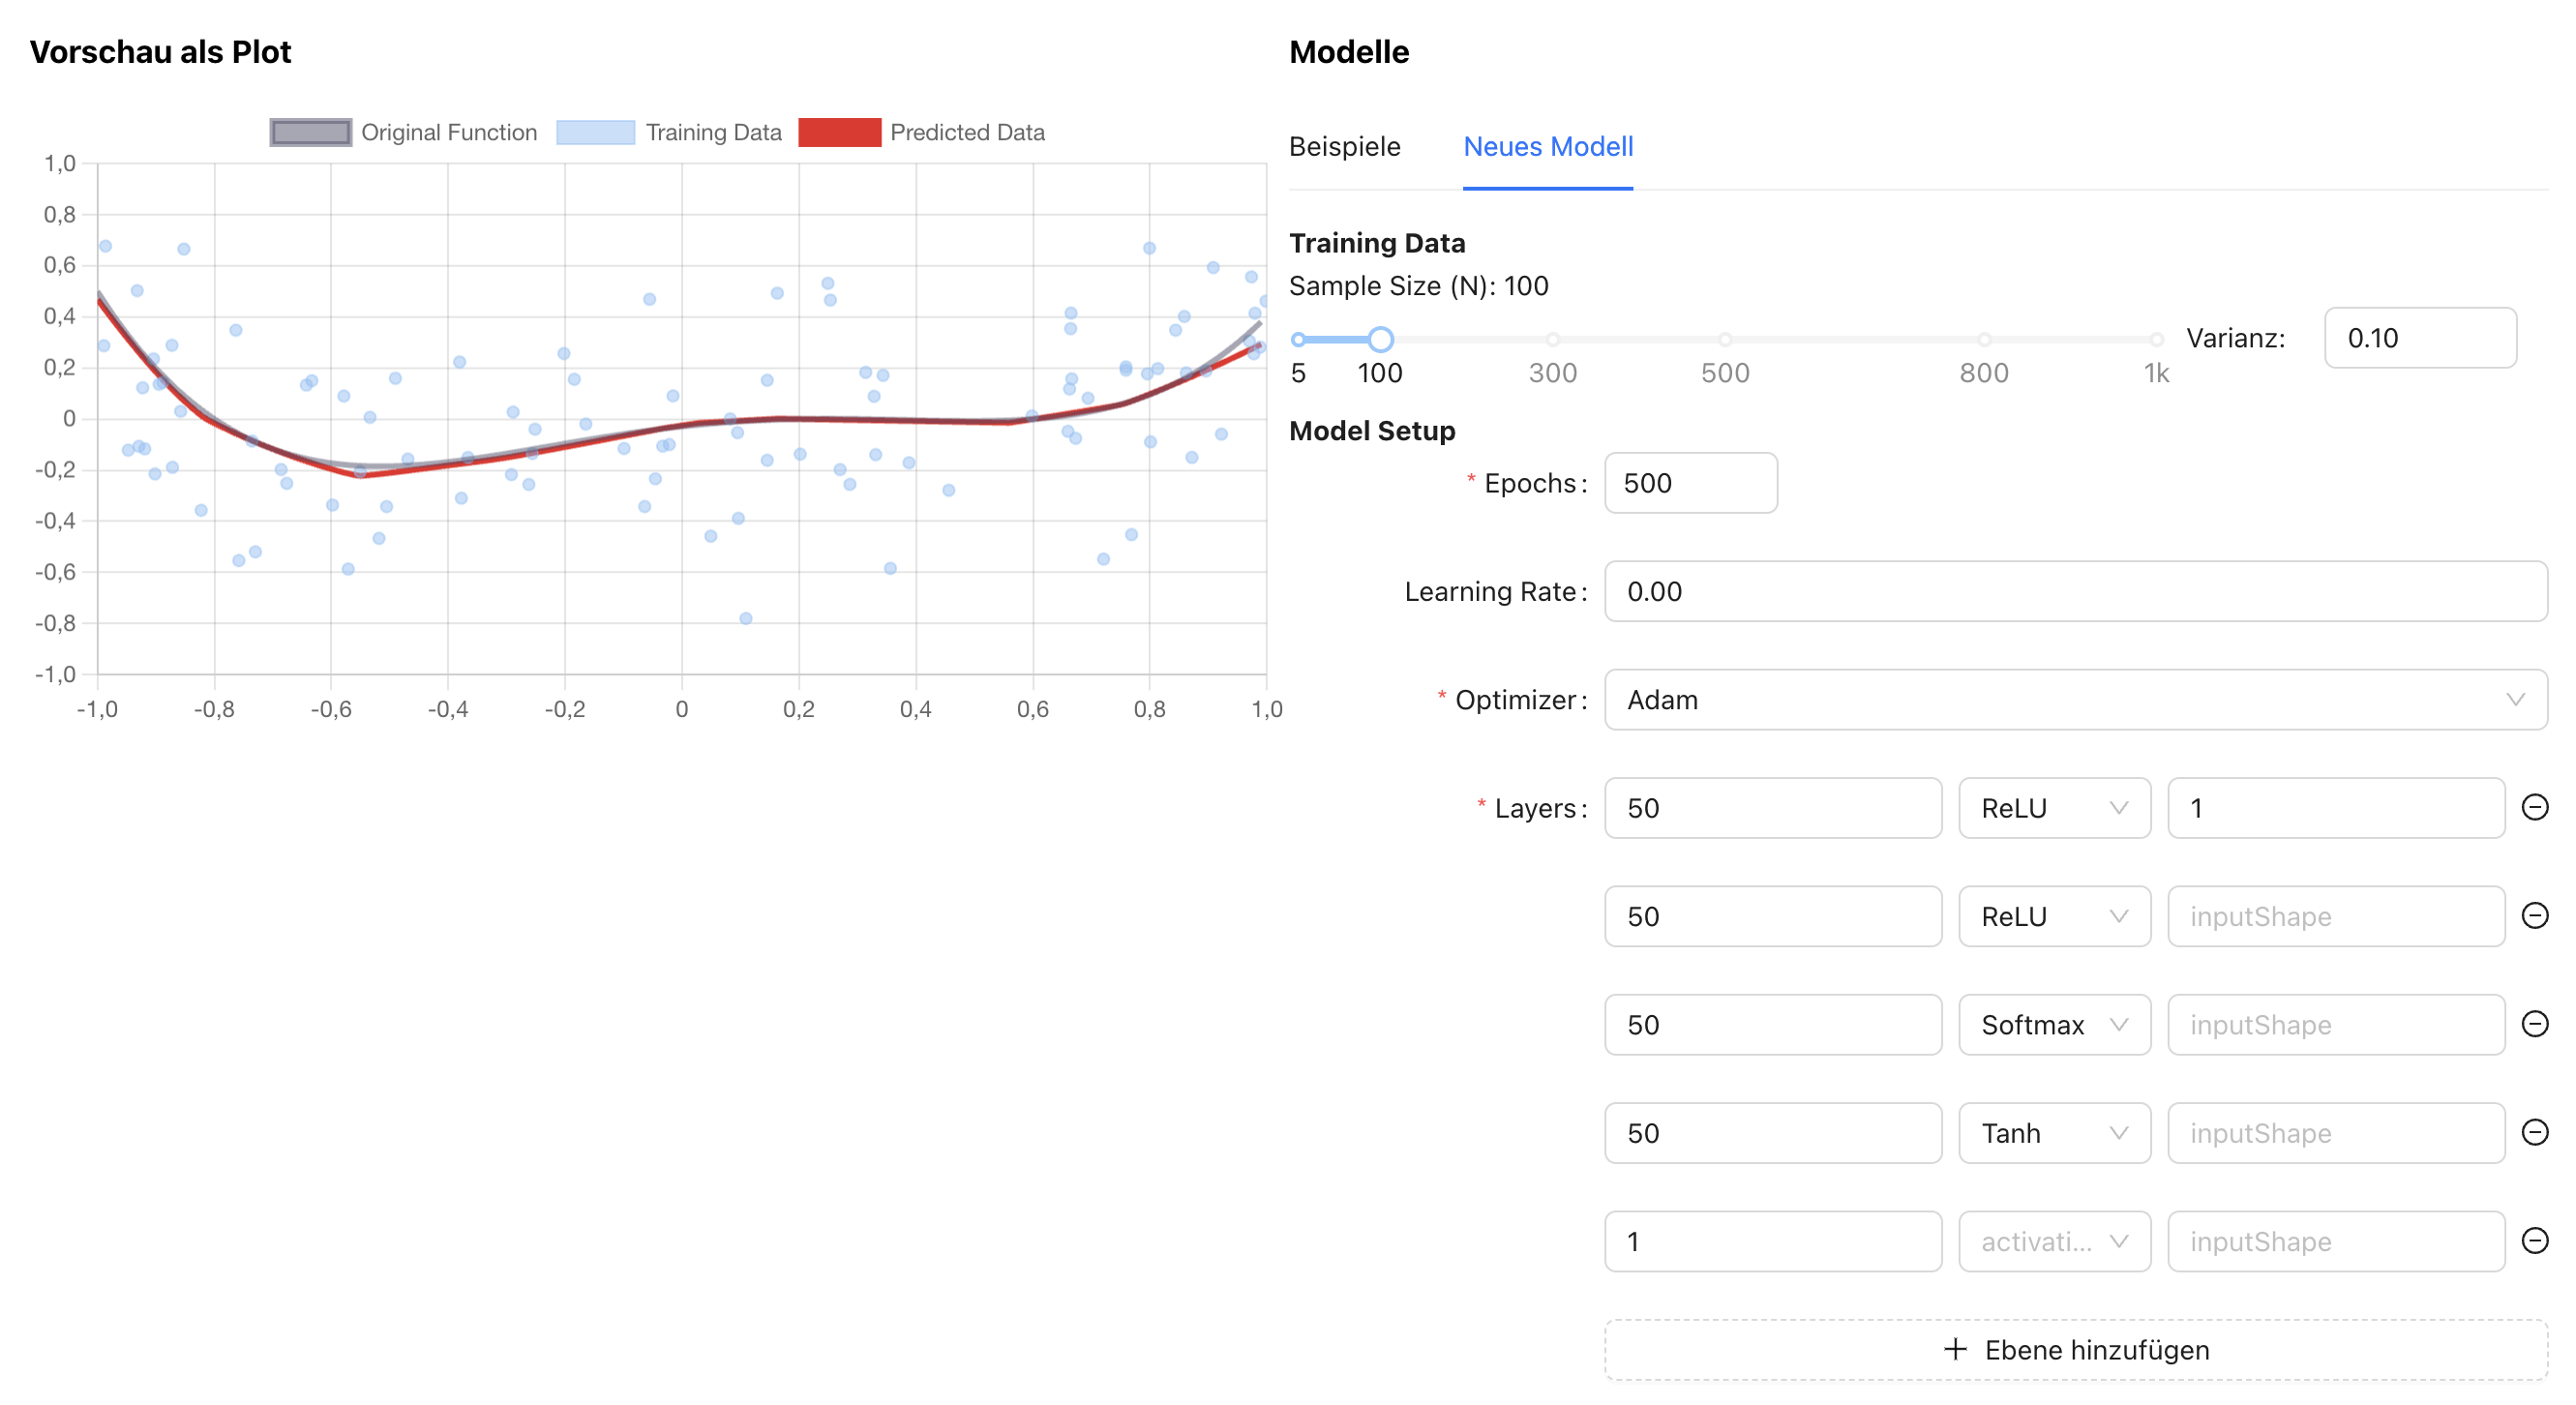 Vorschau als Plot
Original Function Training Data Predicted Data
1,0
0,8
0,6
0,4
0,2
0
-0,2
-0,4
-0,6
-0,8
-1,0
-1,0 -0,8 -0,6 -0,4 -0,2 0 0,2 0,4 0,6 0,8 1,0
Modelle
Beispiele Neues Modell
Training Data
Sample Size (N): 100
5 100 300 500 800 1k
Varianz: 0.10
Model Setup
* Epochs: 500
Learning Rate: 0.00
* Optimizer: Adam
* Layers: 50 ReLU 1
50 ReLU inputShape
50 Softmax inputShape
50 Tanh inputShape
1 activati... inputShape
+ Ebene hinzufügen